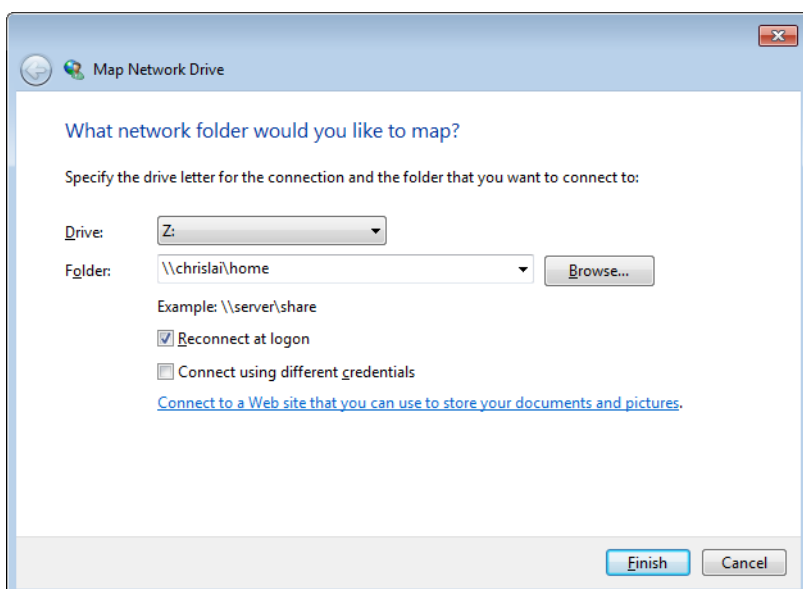 Map Network Drive
What network folder would you like to map?
Specify the drive letter for the connection and the folder that you want to connect to:
Drive: Z:
Folder: \\chrislai\home Browse...
Example: \\server\share
Reconnect at logon
Connect using different credentials
Connect to a Web site that you can use to store your documents and pictures.
Finish Cancel